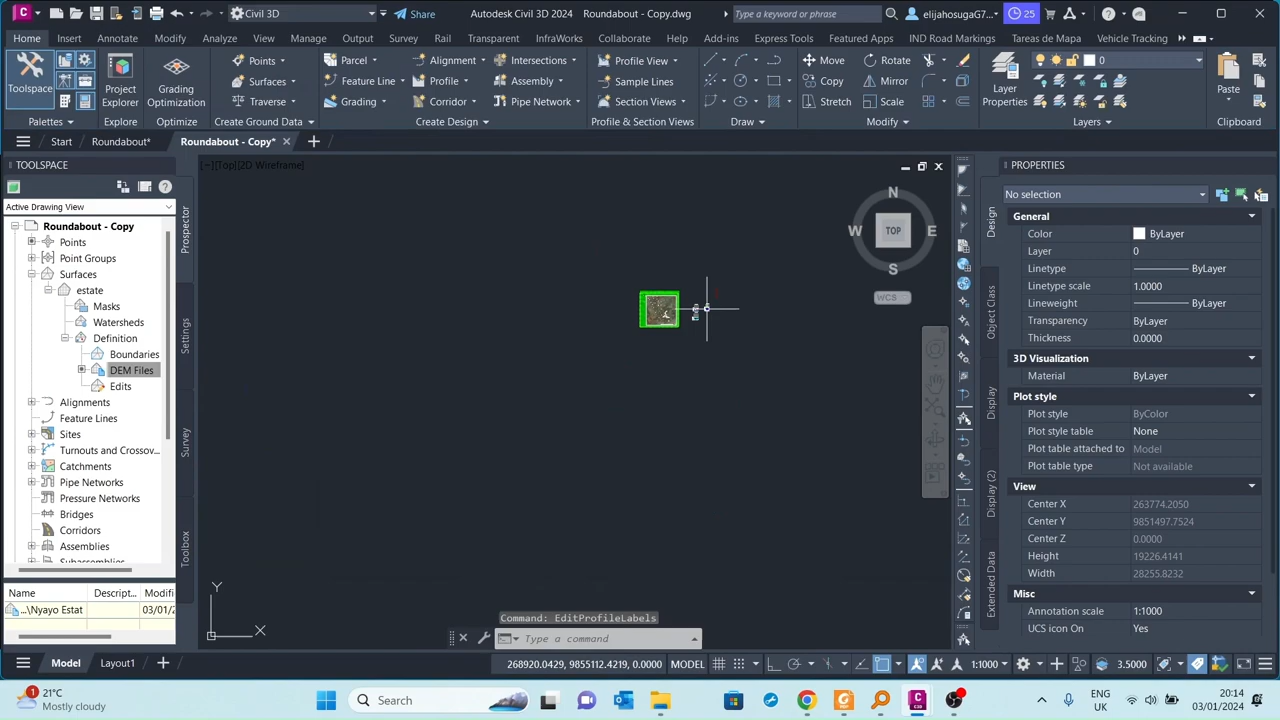 Civil 3D
Share
Autodesk Civil 3D 2024
Roundabout - Copy.dwg
Type a keyword or phrase
elijahosugaG7...
25
Home
Insert
Annotate
Modify
Analyze
View
Manage
Output
Survey
Rail
Transparent
InfraWorks
Collaborate
Help
Add-ins
Express Tools
Featured Apps
IND Road Markings
Tareas de Mapa
Vehicle Tracking
Toolspace
Project Explorer
Grading Optimization
Points
Surfaces
Traverse
Parcel
Feature Line
Grading
Alignment
Profile
Corridor
Intersections
Assembly
Pipe Network
Profile View
Sample Lines
Section Views
Move
Rotate
Copy
Mirror
Stretch
Scale
Layer Properties
0
Paste
Palettes
Explore
Optimize
Create Ground Data
Create Design
Profile & Section Views
Draw
Modify
Layers
Clipboard
Start
Roundabout*
Roundabout - Copy*
TOOLSPACE
Active Drawing View
Roundabout - Copy
Points
Point Groups
Surfaces
estate
Masks
Watersheds
Definition
Boundaries
DEM Files
Edits
Alignments
Feature Lines
Sites
Turnouts and Crossov...
Catchments
Pipe Networks
Pressure Networks
Bridges
Corridors
Assemblies
Subassemblies
Name
Descript...
Modifi
...\Nyayo Estat
03/01/2
Prospector
Settings
Survey
Toolbox
[−][Top][2D Wireframe]
N
W
TOP
E
S
WCS
Y
X
Command: EditProfileLabels
Type a command
PROPERTIES
No selection
General
Color
ByLayer
Layer
0
Linetype
ByLayer
Linetype scale
1.0000
Lineweight
ByLayer
Transparency
ByLayer
Thickness
0.0000
3D Visualization
Material
ByLayer
Plot style
Plot style
ByColor
Plot style table
None
Plot table attached to
Model
Plot table type
Not available
View
Center X
263774.2050
Center Y
9851497.7524
Center Z
0.0000
Height
19226.4141
Width
28255.8232
Misc
Annotation scale
1:1000
UCS icon On
Yes
Design
Object Class
Display
Display (2)
Extended Data
Model
Layout1
268920.0429, 9855112.4219, 0.0000
MODEL
1:1000
3.5000
1
21°C
Mostly cloudy
Search
ENG
UK
20:14
03/01/2024